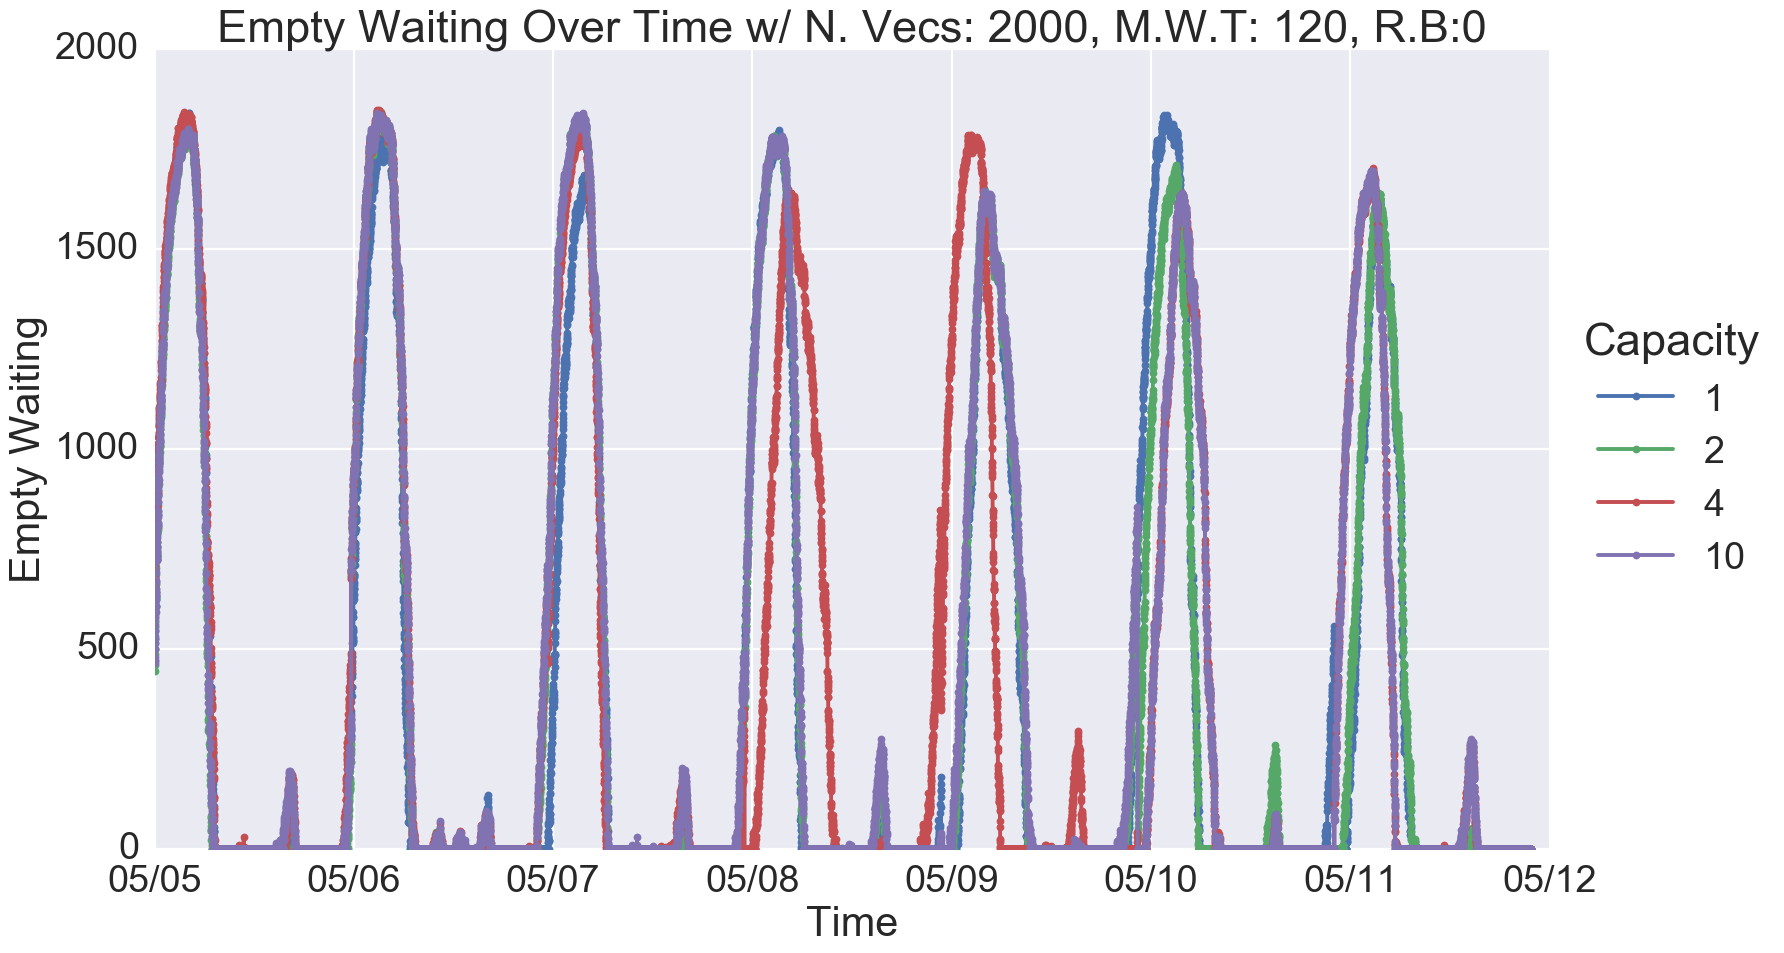 Empty Waiting Over Time w/ N. Vecs: 2000, M.W.T: 120, R.B:0
2000
1500
1000
500
0
Empty Waiting
05/05 05/06 05/07 05/08 05/09 05/10 05/11 05/12
Time
Capacity
1
2
4
10